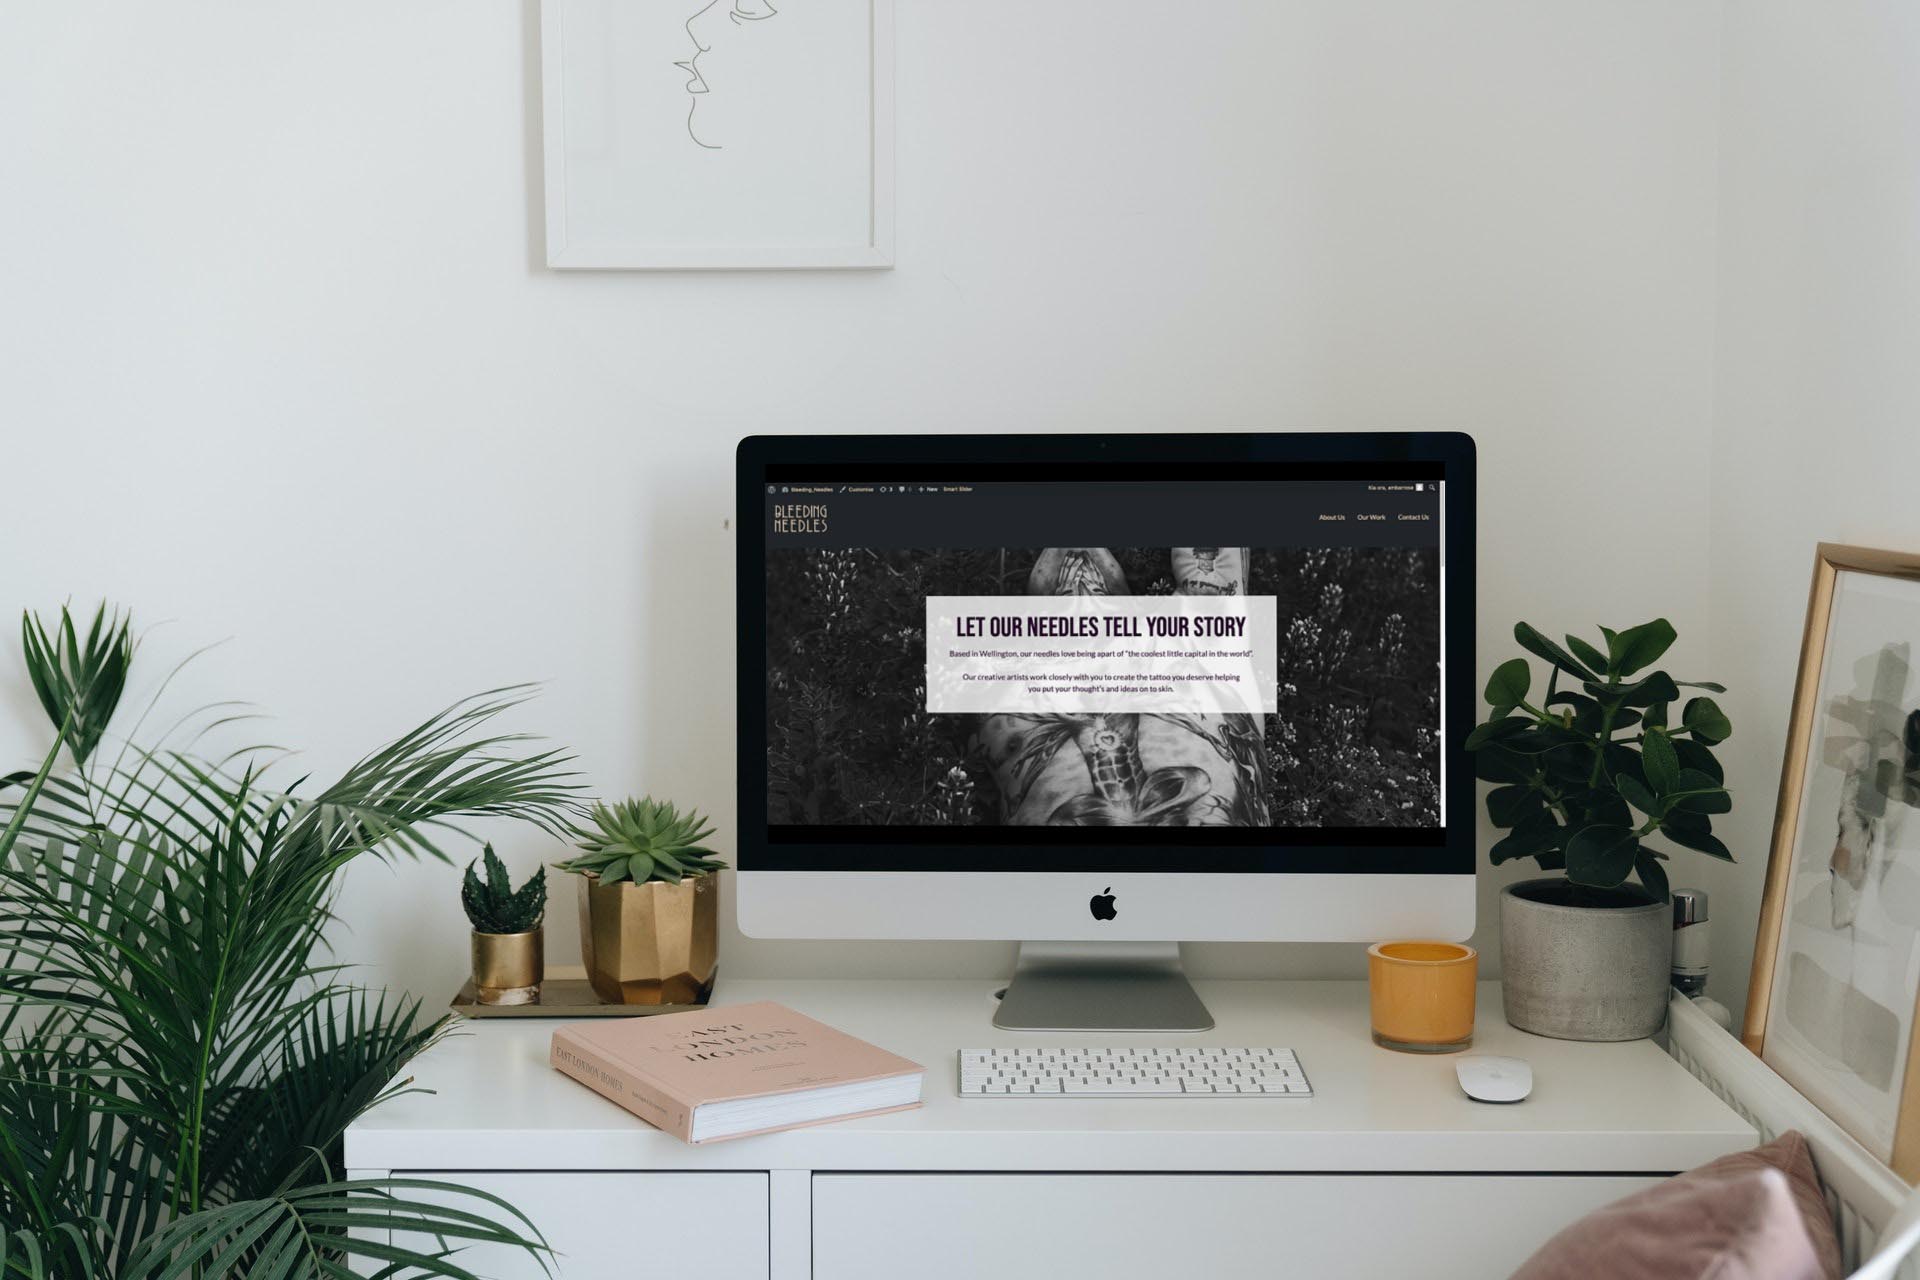 Bleeding_Needles Customise 3 0 New Smart Slider
Kia ora, amberrose
BLEEDING
NEEDLES
About Us Our Work Contact Us
LET OUR NEEDLES TELL YOUR STORY
Based in Wellington, our needles love being apart of "the coolest little capital in the world".
Our creative artists work closely with you to create the tattoo you deserve helping
you put your thought's and ideas on to skin.
EAST
LONDON
HOMES
EAST LONDON HOMES